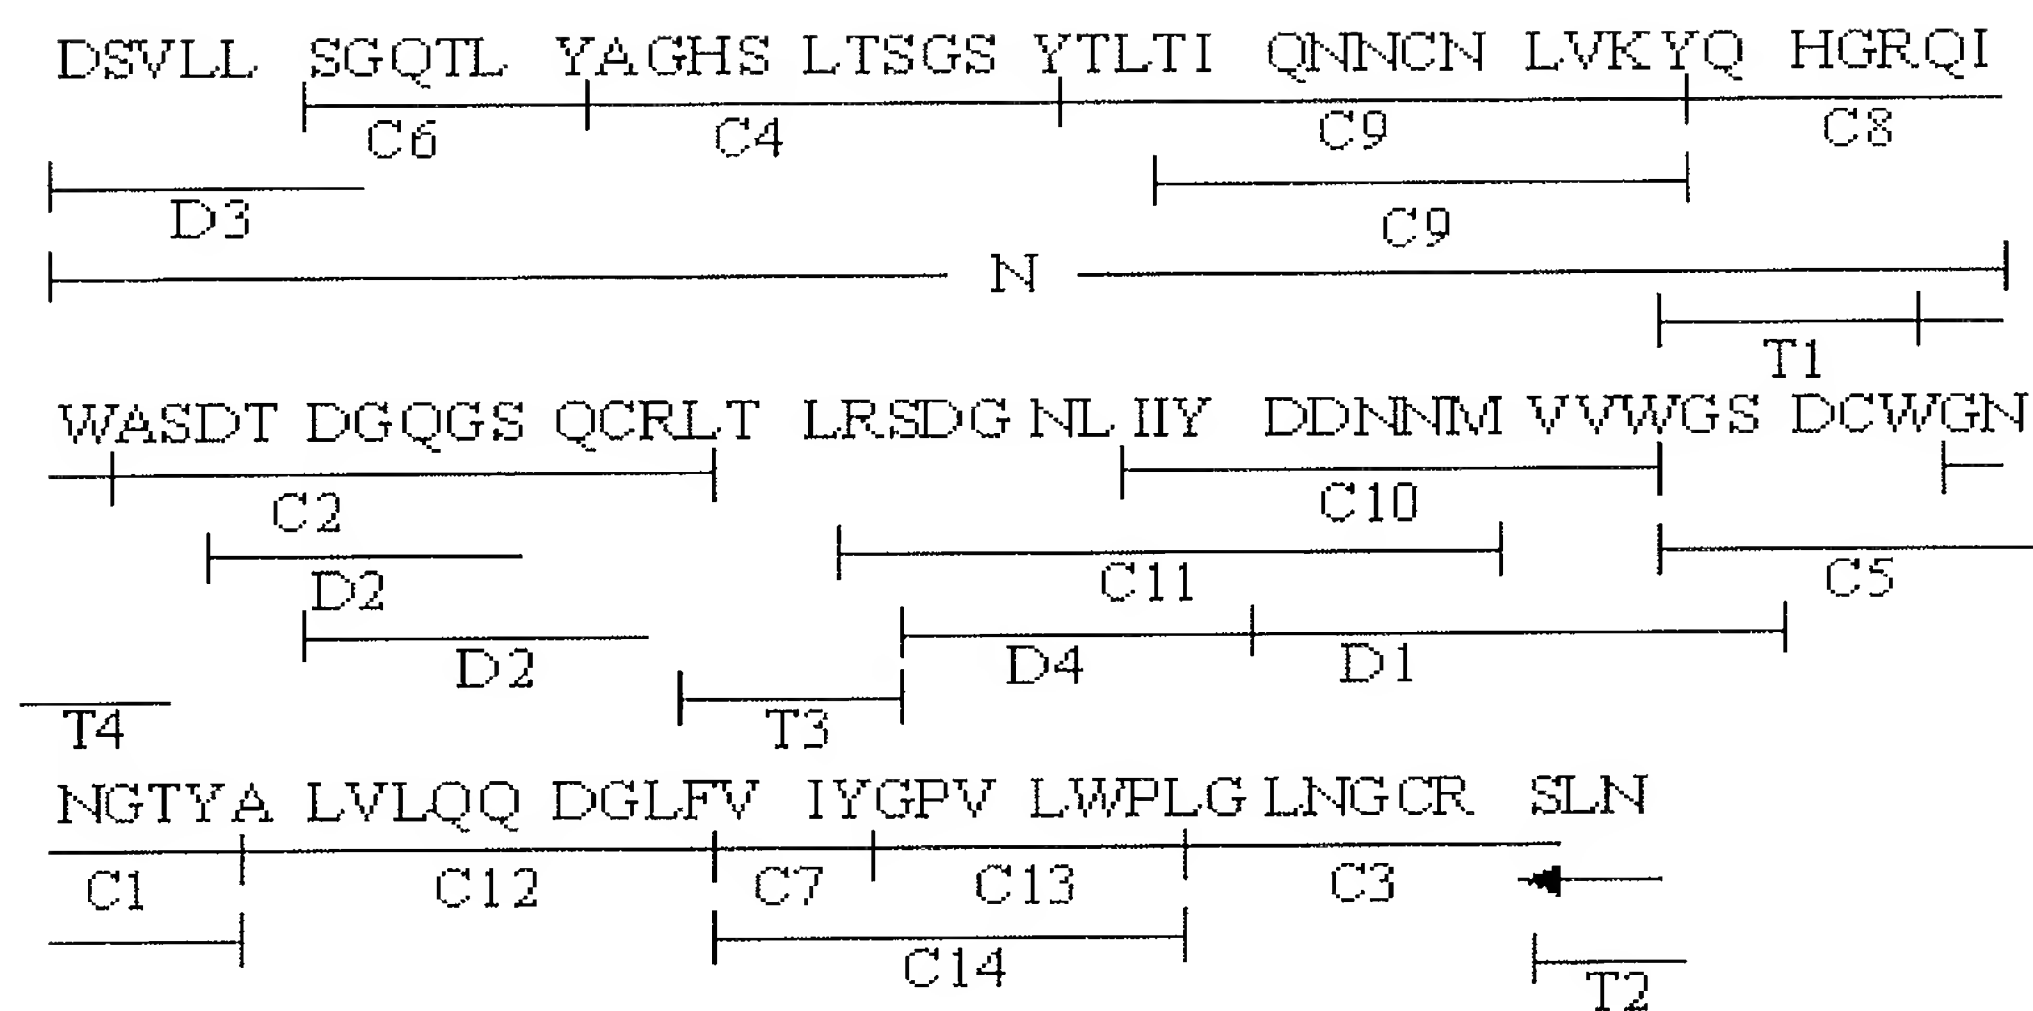 DSVLL SGQTL YAGHS LTSGS YTLTI QNNCN LVKYQ HGRQI
C6 C4 C9 C8
D3 C9
N
T1
WASDT DGQGS QCRLT LRSDG NLIIY DDNNM VVWGS DCWGN
C2 C10
D2 C11 C5
D2 D4 D1
T4 T3
NGTYA LVLQQ DGLFV IYGPV LWPLG LNGCR SLN
C1 C12 C7 C13 C3
C14 T2